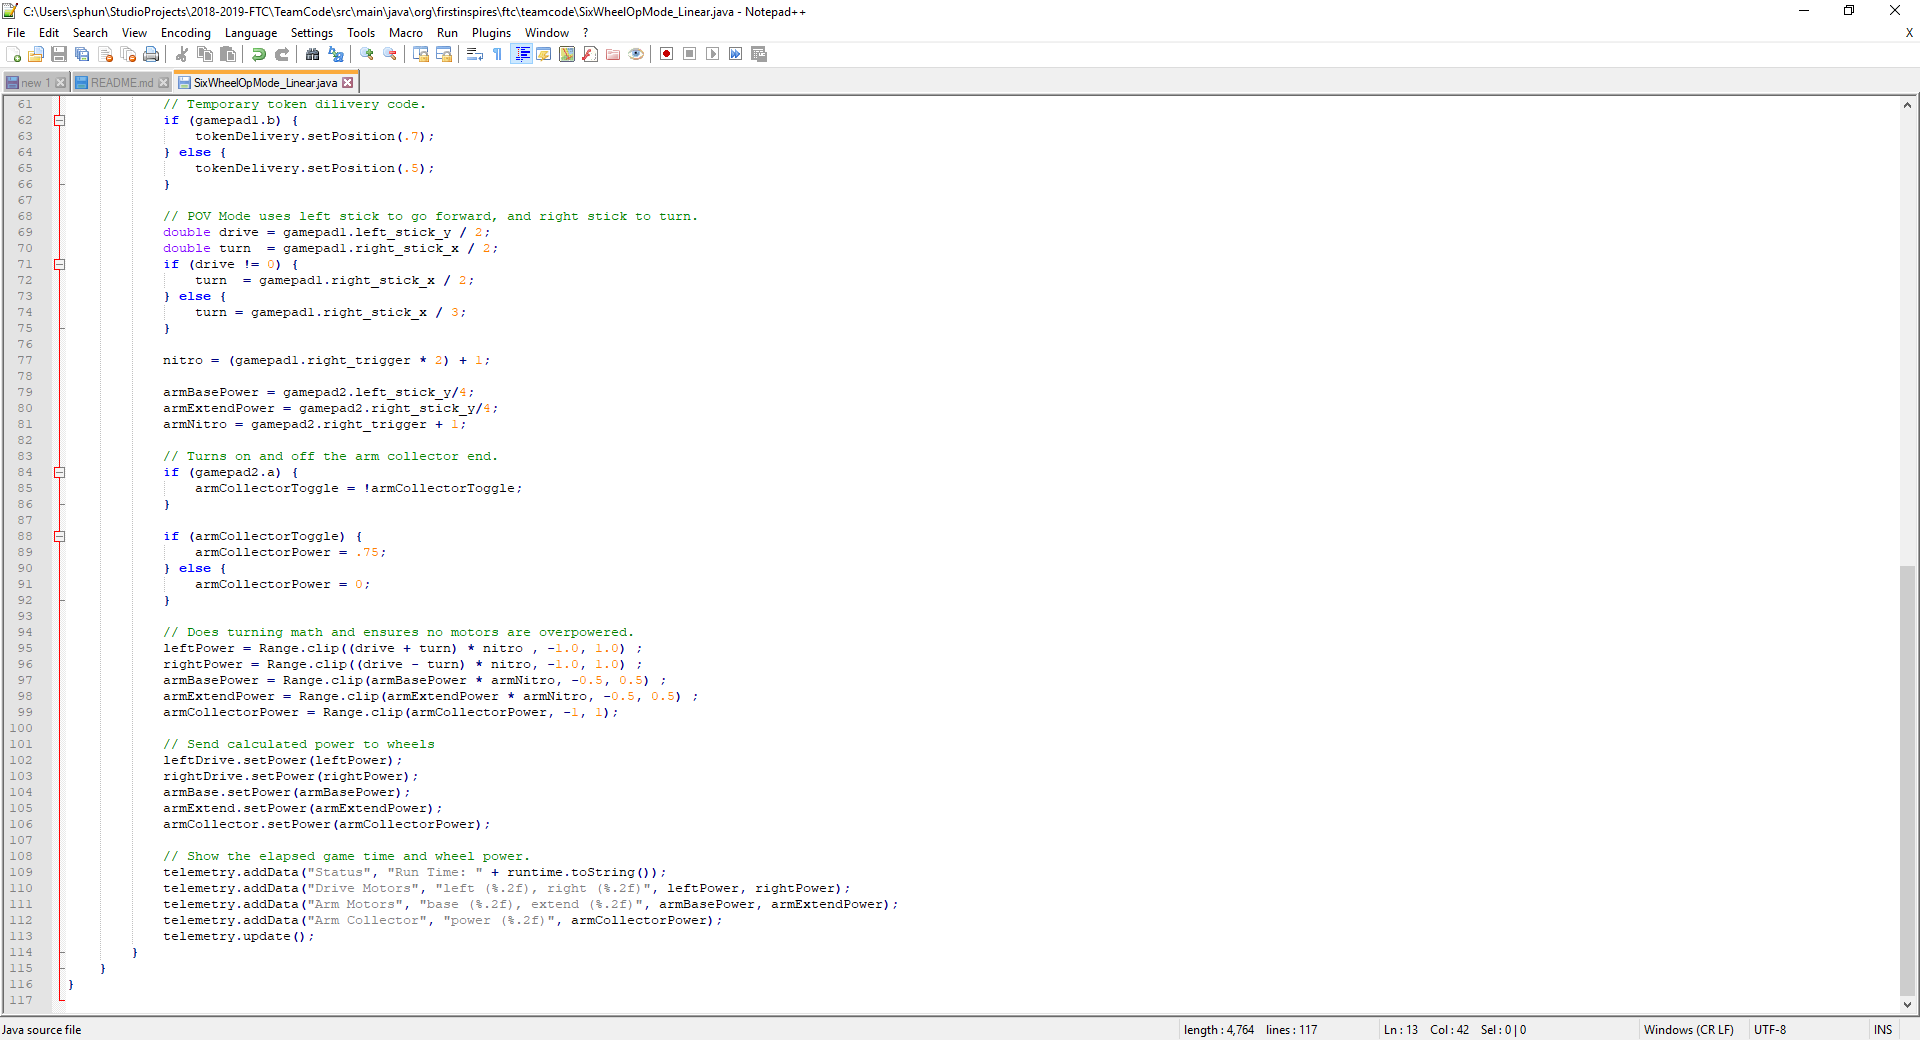 C:\Users\sphun\StudioProjects\2018-2019-FTC\TeamCode\src\main\java\org\firstinspires\ftc\teamcode\SixWheelOpMode_Linear.java - Notepad++
File Edit Search View Encoding Language Settings Tools Macro Run Plugins Window ? X
new 1 README.md SixWheelOpMode_Linear.java
61 // Temporary token dilivery code.
62 if (gamepad1.b) {
63 tokenDelivery.setPosition(.7);
64 } else {
65 tokenDelivery.setPosition(.5);
66 }
67
68 // POV Mode uses left stick to go forward, and right stick to turn.
69 double drive = gamepad1.left_stick_y / 2;
70 double turn  = gamepad1.right_stick_x / 2;
71 if (drive != 0) {
72 turn  = gamepad1.right_stick_x / 2;
73 } else {
74 turn = gamepad1.right_stick_x / 3;
75 }
76
77 nitro = (gamepad1.right_trigger * 2) + 1;
78
79 armBasePower = gamepad2.left_stick_y/4;
80 armExtendPower = gamepad2.right_stick_y/4;
81 armNitro = gamepad2.right_trigger + 1;
82
83 // Turns on and off the arm collector end.
84 if (gamepad2.a) {
85 armCollectorToggle = !armCollectorToggle;
86 }
87
88 if (armCollectorToggle) {
89 armCollectorPower = .75;
90 } else {
91 armCollectorPower = 0;
92 }
93
94 // Does turning math and ensures no motors are overpowered.
95 leftPower = Range.clip((drive + turn) * nitro , -1.0, 1.0) ;
96 rightPower = Range.clip((drive - turn) * nitro, -1.0, 1.0) ;
97 armBasePower = Range.clip(armBasePower * armNitro, -0.5, 0.5) ;
98 armExtendPower = Range.clip(armExtendPower * armNitro, -0.5, 0.5) ;
99 armCollectorPower = Range.clip(armCollectorPower, -1, 1);
100
101 // Send calculated power to wheels
102 leftDrive.setPower(leftPower);
103 rightDrive.setPower(rightPower);
104 armBase.setPower(armBasePower);
105 armExtend.setPower(armExtendPower);
106 armCollector.setPower(armCollectorPower);
107
108 // Show the elapsed game time and wheel power.
109 telemetry.addData("Status", "Run Time: " + runtime.toString());
110 telemetry.addData("Drive Motors", "left (%.2f), right (%.2f)", leftPower, rightPower);
111 telemetry.addData("Arm Motors", "base (%.2f), extend (%.2f)", armBasePower, armExtendPower);
112 telemetry.addData("Arm Collector", "power (%.2f)", armCollectorPower);
113 telemetry.update();
114 }
115 }
116 }
117
Java source file length : 4,764 lines : 117 Ln : 13 Col : 42 Sel : 0 | 0 Windows (CR LF) UTF-8 INS